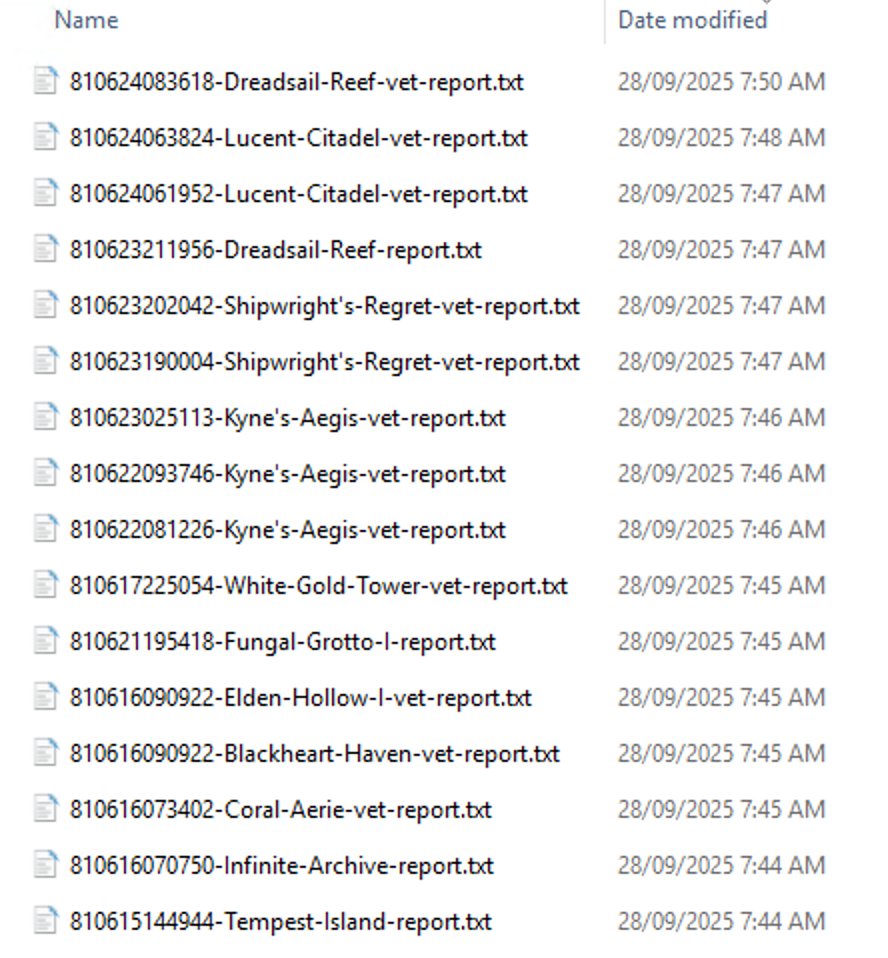 Name Date modified
810624083618-Dreadsail-Reef-vet-report.txt 28/09/2025 7:50 AM
810624063824-Lucent-Citadel-vet-report.txt 28/09/2025 7:48 AM
810624061952-Lucent-Citadel-vet-report.txt 28/09/2025 7:47 AM
810623211956-Dreadsail-Reef-report.txt 28/09/2025 7:47 AM
810623202042-Shipwright's-Regret-vet-report.txt 28/09/2025 7:47 AM
810623190004-Shipwright's-Regret-vet-report.txt 28/09/2025 7:47 AM
810623025113-Kyne's-Aegis-vet-report.txt 28/09/2025 7:46 AM
810622093746-Kyne's-Aegis-vet-report.txt 28/09/2025 7:46 AM
810622081226-Kyne's-Aegis-vet-report.txt 28/09/2025 7:46 AM
810617225054-White-Gold-Tower-vet-report.txt 28/09/2025 7:45 AM
810621195418-Fungal-Grotto-I-report.txt 28/09/2025 7:45 AM
810616090922-Elden-Hollow-I-vet-report.txt 28/09/2025 7:45 AM
810616090922-Blackheart-Haven-vet-report.txt 28/09/2025 7:45 AM
810616073402-Coral-Aerie-vet-report.txt 28/09/2025 7:45 AM
810616070750-Infinite-Archive-report.txt 28/09/2025 7:44 AM
810615144944-Tempest-Island-report.txt 28/09/2025 7:44 AM